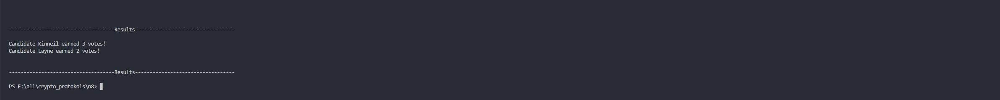 ------------------------------------Results----------------------------------
Candidate Kinneil earned 3 votes!
Candidate Layne earned 2 votes!
------------------------------------Results----------------------------------
PS F:\all\crypto_protokols\n8>